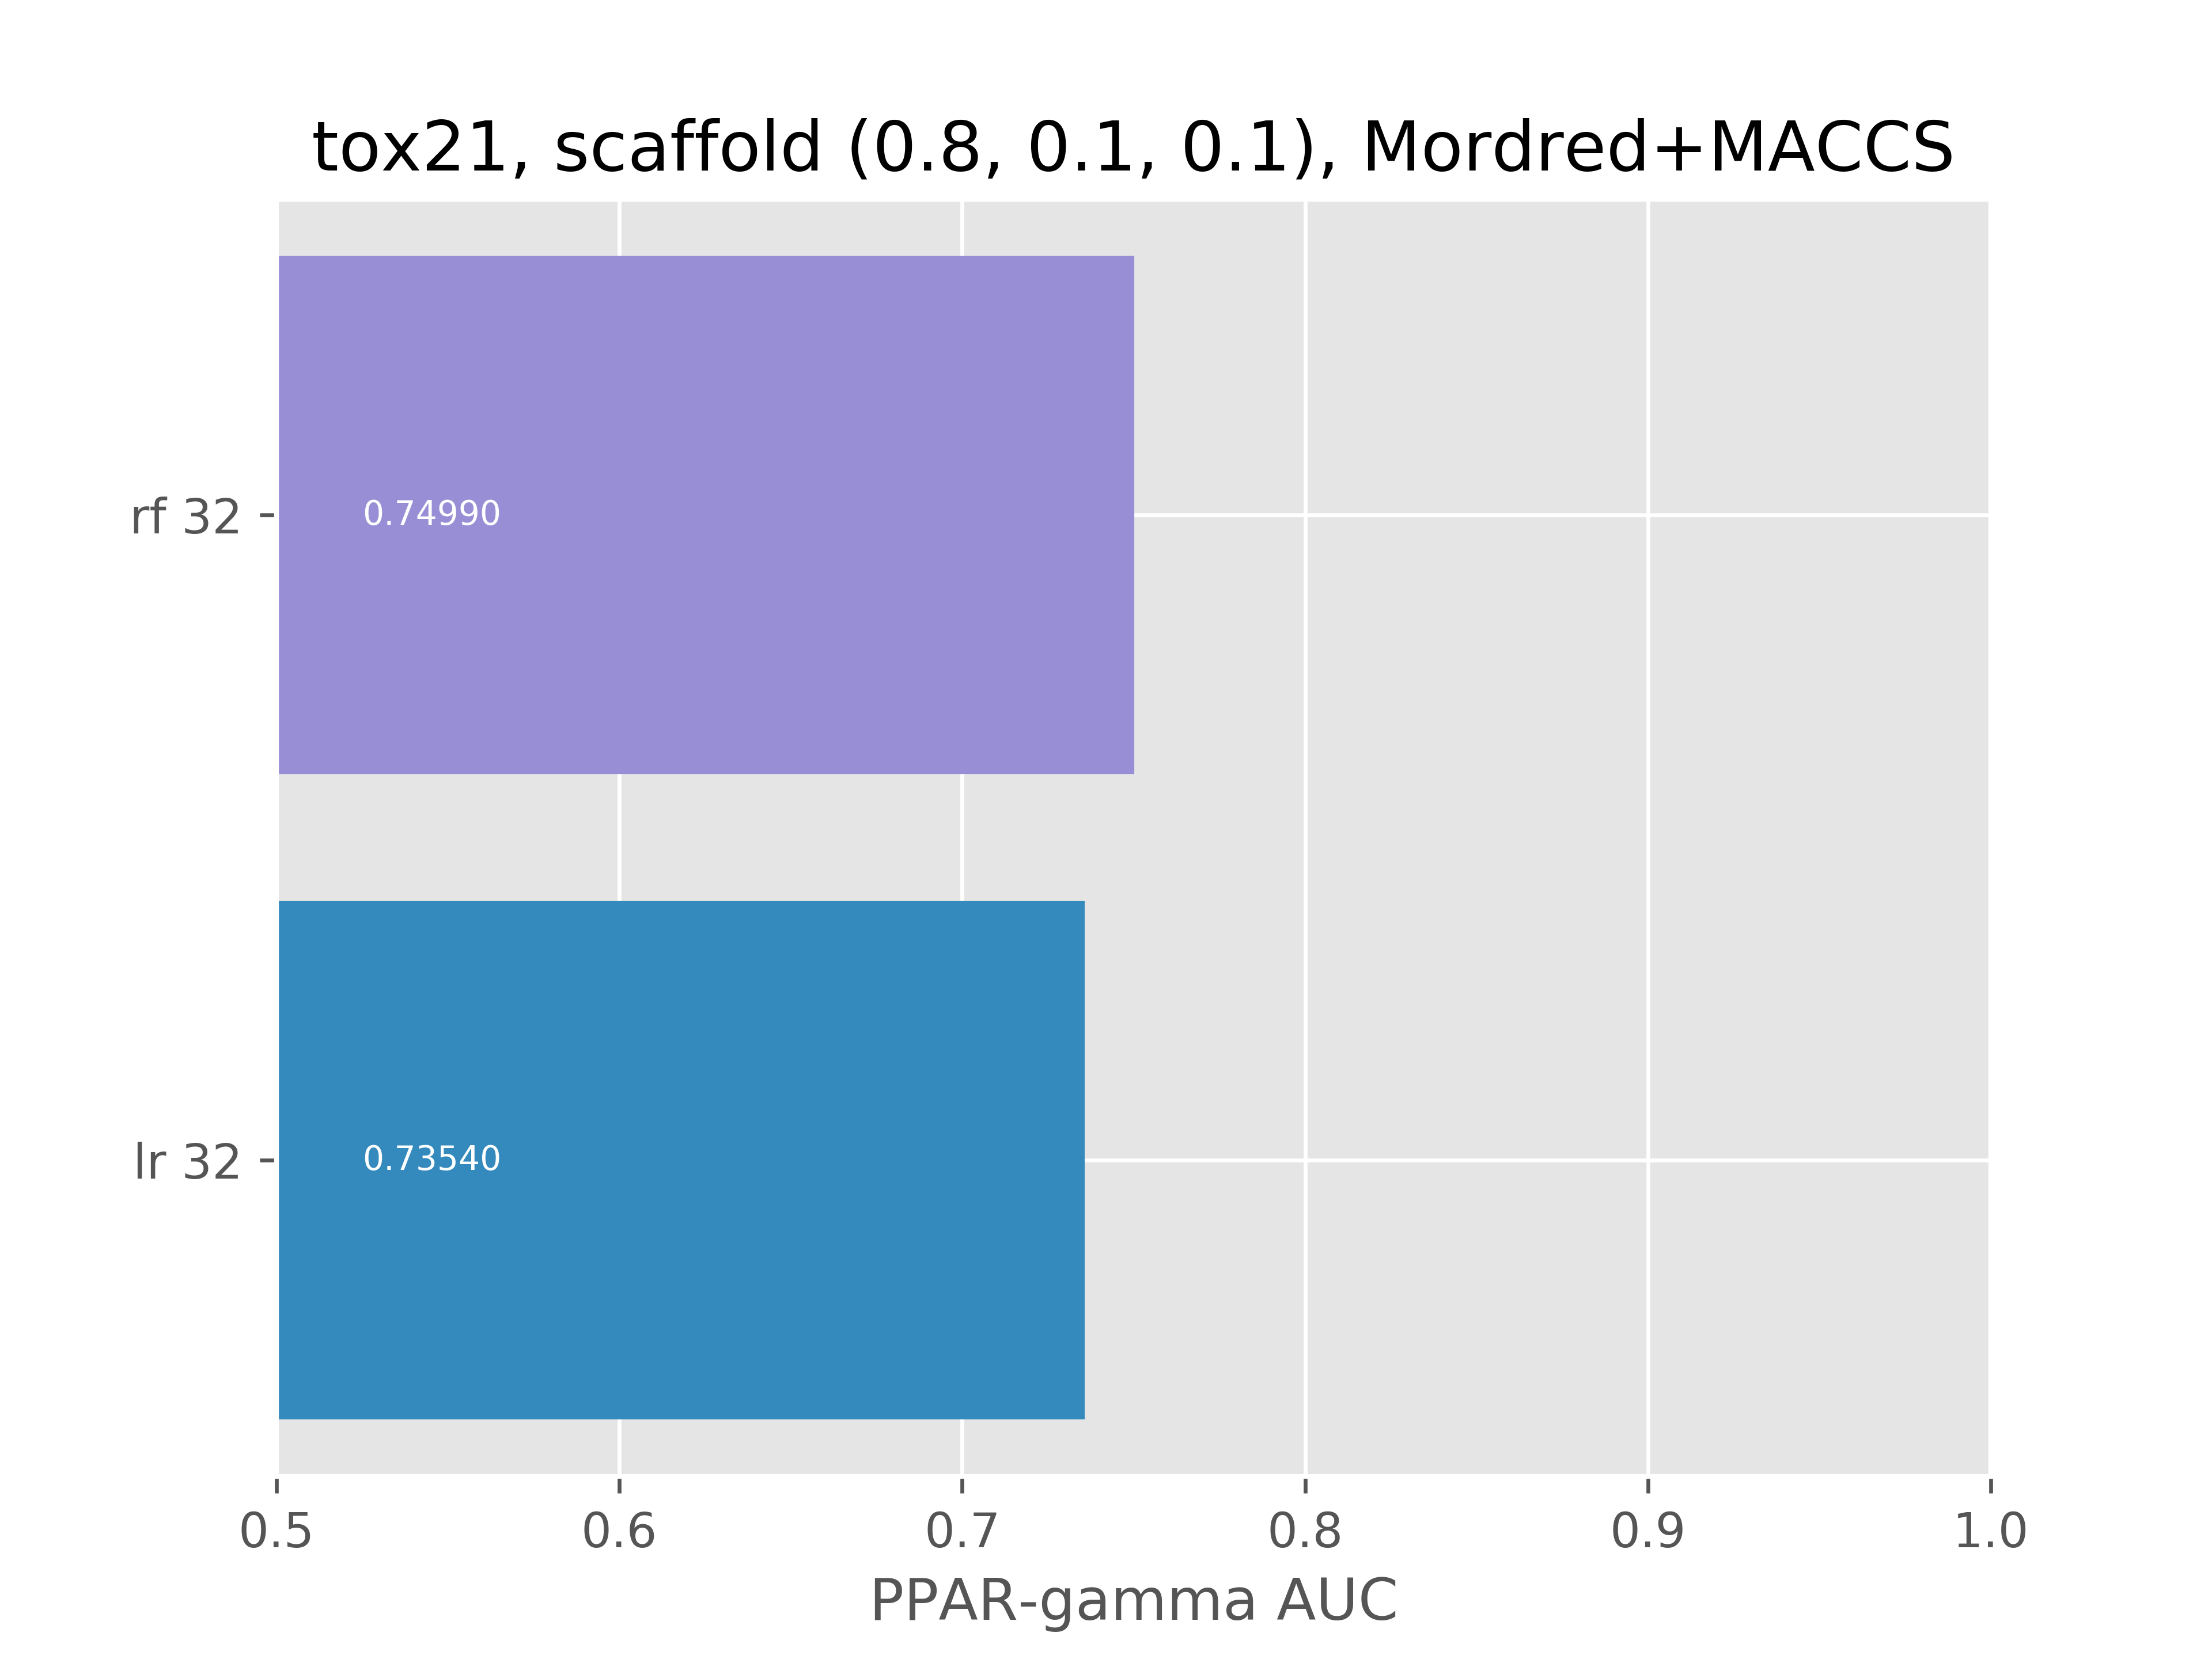 tox21, scaffold (0.8, 0.1, 0.1), Mordred+MACCS
rf 32
0.74990
lr 32
0.73540
0.5 0.6 0.7 0.8 0.9 1.0
PPAR-gamma AUC